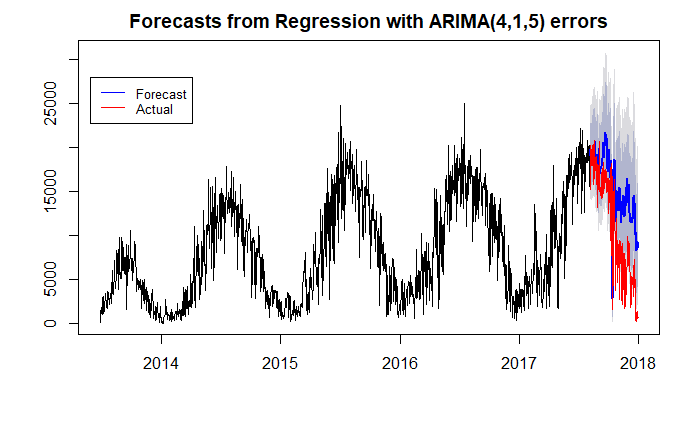 Forecasts from Regression with ARIMA(4,1,5) errors
Forecast
Actual
25000
15000
5000
0
2014 2015 2016 2017 2018